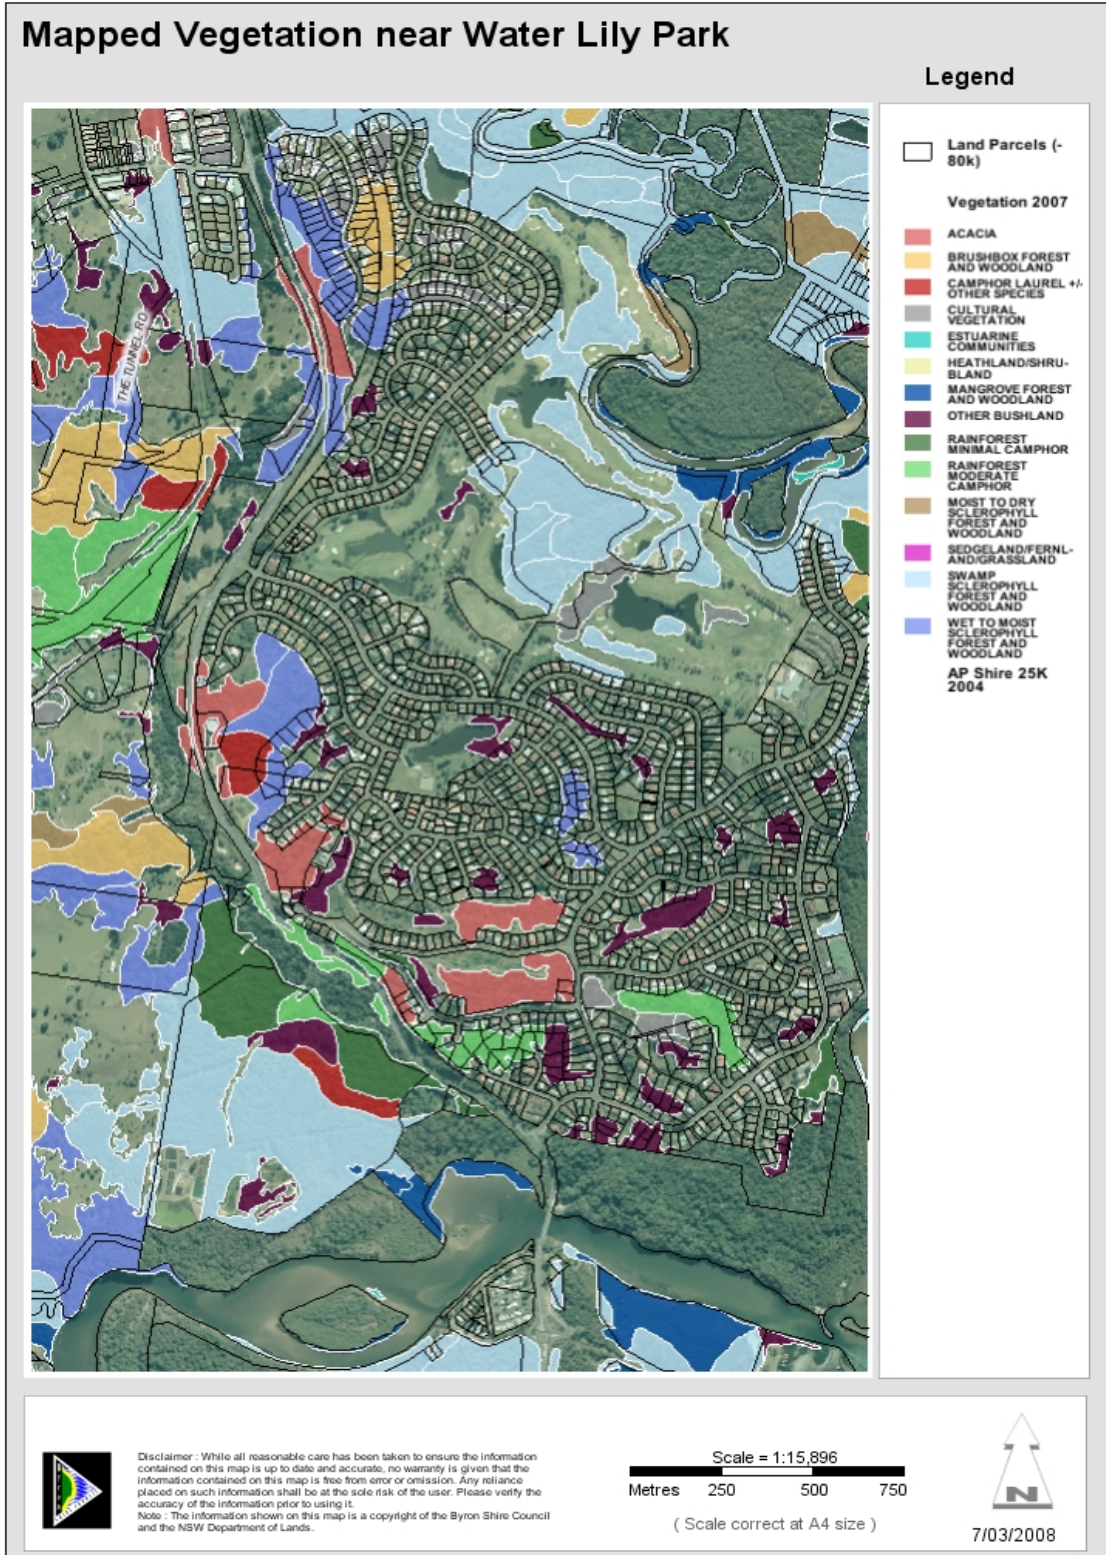 Mapped Vegetation near Water Lily Park
Legend
Land Parcels (-
80k)
Vegetation 2007
ACACIA
BRUSHBOX FOREST
AND WOODLAND
CAMPHOR LAUREL +/-
OTHER SPECIES
CULTURAL
VEGETATION
ESTUARINE
COMMUNITIES
HEATHLAND/SHRU-
BLAND
MANGROVE FOREST
AND WOODLAND
OTHER BUSHLAND
RAINFOREST
MINIMAL CAMPHOR
RAINFOREST
MODERATE
CAMPHOR
MOIST TO DRY
SCLEROPHYLL
FOREST AND
WOODLAND
SEDGELAND/FERNL-
AND/GRASSLAND
SWAMP
SCLEROPHYLL
FOREST AND
WOODLAND
WET TO MOIST
SCLEROPHYLL
FOREST AND
WOODLAND
AP Shire 25K
2004
THE TUNNEL RD
Disclaimer : While all reasonable care has been taken to ensure the information
contained on this map is up to date and accurate, no warranty is given that the
information contained on this map is free from error or omission. Any reliance
placed on such information shall be at the sole risk of the user. Please verify the
accuracy of the information prior to using it.
Note : The information shown on this map is a copyright of the Byron Shire Council
and the NSW Department of Lands.
Scale = 1:15,896
Metres 250 500 750
( Scale correct at A4 size )
N
7/03/2008